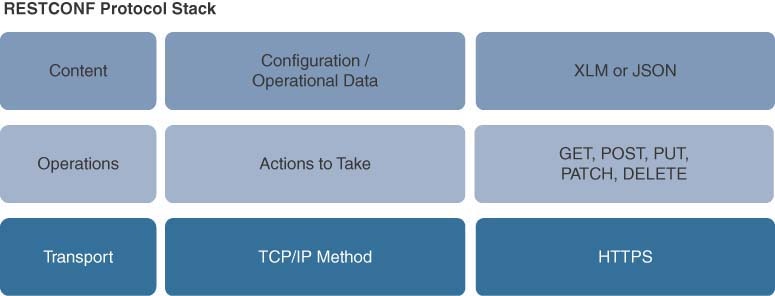 RESTCONF Protocol Stack
Content
Configuration /
Operational Data
XLM or JSON
Operations
Actions to Take
GET, POST, PUT,
PATCH, DELETE
Transport
TCP/IP Method
HTTPS